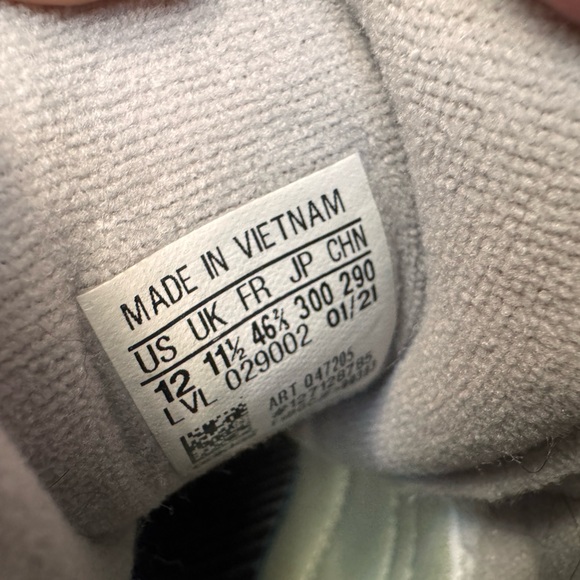 MADE IN VIETNAM
US UK FR JP CHN
12 11½ 46⅔ 300 290
LVL 029002 01/21
ART 047205